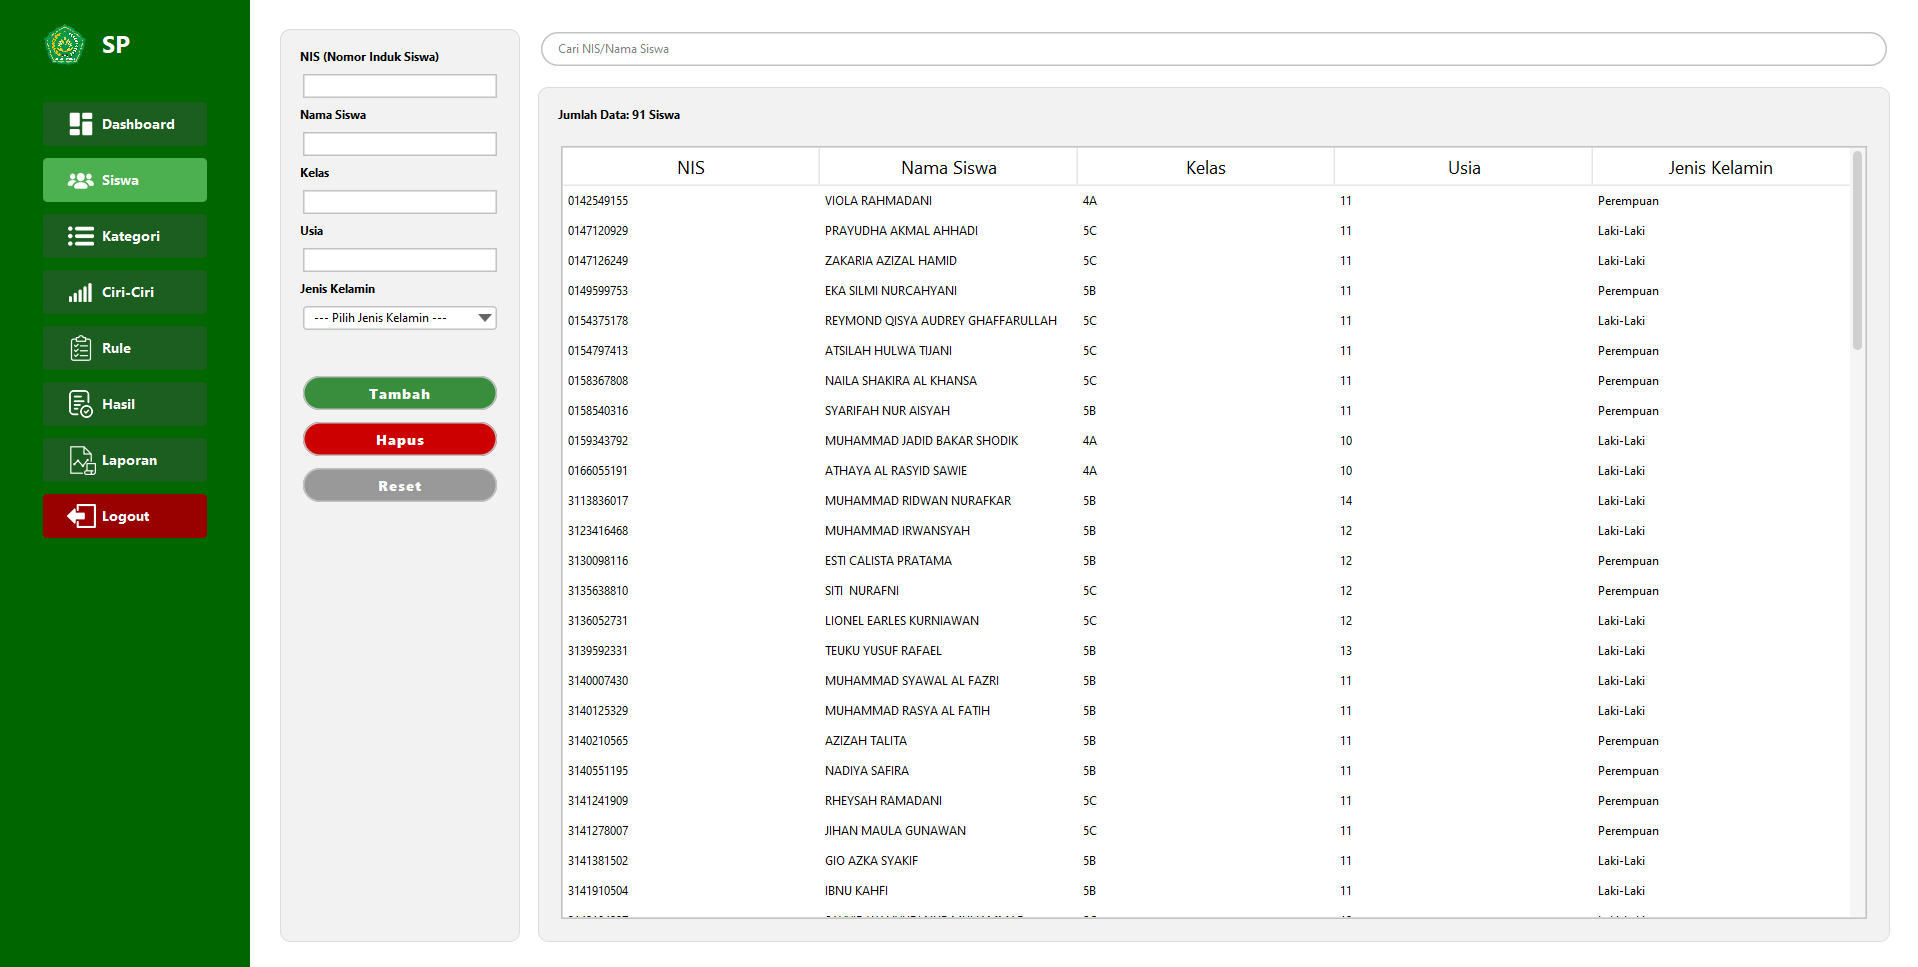 SP
Dashboard
Siswa
Kategori
Ciri-Ciri
Rule
Hasil
Laporan
Logout
NIS (Nomor Induk Siswa)
Nama Siswa
Kelas
Usia
Jenis Kelamin
--- Pilih Jenis Kelamin ---
Tambah
Hapus
Reset
Cari NIS/Nama Siswa
Jumlah Data: 91 Siswa
NIS Nama Siswa Kelas Usia Jenis Kelamin
0142549155 VIOLA RAHMADANI 4A 11 Perempuan
0147120929 PRAYUDHA AKMAL AHHADI 5C 11 Laki-Laki
0147126249 ZAKARIA AZIZAL HAMID 5C 11 Laki-Laki
0149599753 EKA SILMI NURCAHYANI 5B 11 Perempuan
0154375178 REYMOND QISYA AUDREY GHAFFARULLAH 5C 11 Laki-Laki
0154797413 ATSILAH HULWA TIJANI 5C 11 Perempuan
0158367808 NAILA SHAKIRA AL KHANSA 5C 11 Perempuan
0158540316 SYARIFAH NUR AISYAH 5B 11 Perempuan
0159343792 MUHAMMAD JADID BAKAR SHODIK 4A 10 Laki-Laki
0166055191 ATHAYA AL RASYID SAWIE 4A 10 Laki-Laki
3113836017 MUHAMMAD RIDWAN NURAFKAR 5B 14 Laki-Laki
3123416468 MUHAMMAD IRWANSYAH 5B 12 Laki-Laki
3130098116 ESTI CALISTA PRATAMA 5B 12 Perempuan
3135638810 SITI  NURAFNI 5C 12 Perempuan
3136052731 LIONEL EARLES KURNIAWAN 5C 12 Laki-Laki
3139592331 TEUKU YUSUF RAFAEL 5B 13 Laki-Laki
3140007430 MUHAMMAD SYAWAL AL FAZRI 5B 11 Laki-Laki
3140125329 MUHAMMAD RASYA AL FATIH 5B 11 Laki-Laki
3140210565 AZIZAH TALITA 5B 11 Perempuan
3140551195 NADIYA SAFIRA 5B 11 Perempuan
3141241909 RHEYSAH RAMADANI 5C 11 Perempuan
3141278007 JIHAN MAULA GUNAWAN 5C 11 Perempuan
3141381502 GIO AZKA SYAKIF 5B 11 Laki-Laki
3141910504 IBNU KAHFI 5B 11 Laki-Laki